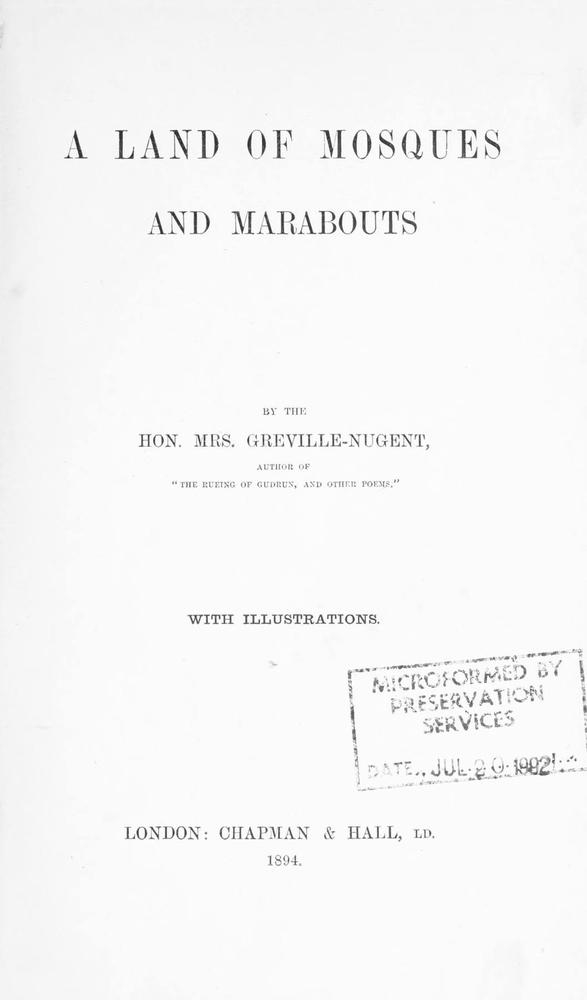 A LAND OF MOSQUES
AND MARABOUTS
BY THE
HON. MRS. GREVILLE-NUGENT,
AUTHOR OF
"THE RUEING OF GUDRUN, AND OTHER POEMS."
WITH ILLUSTRATIONS.
MICROFORMED BY
PRESERVATION
SERVICES
DATE.. JUL 20 1992
LONDON: CHAPMAN & HALL, LD.
1894.